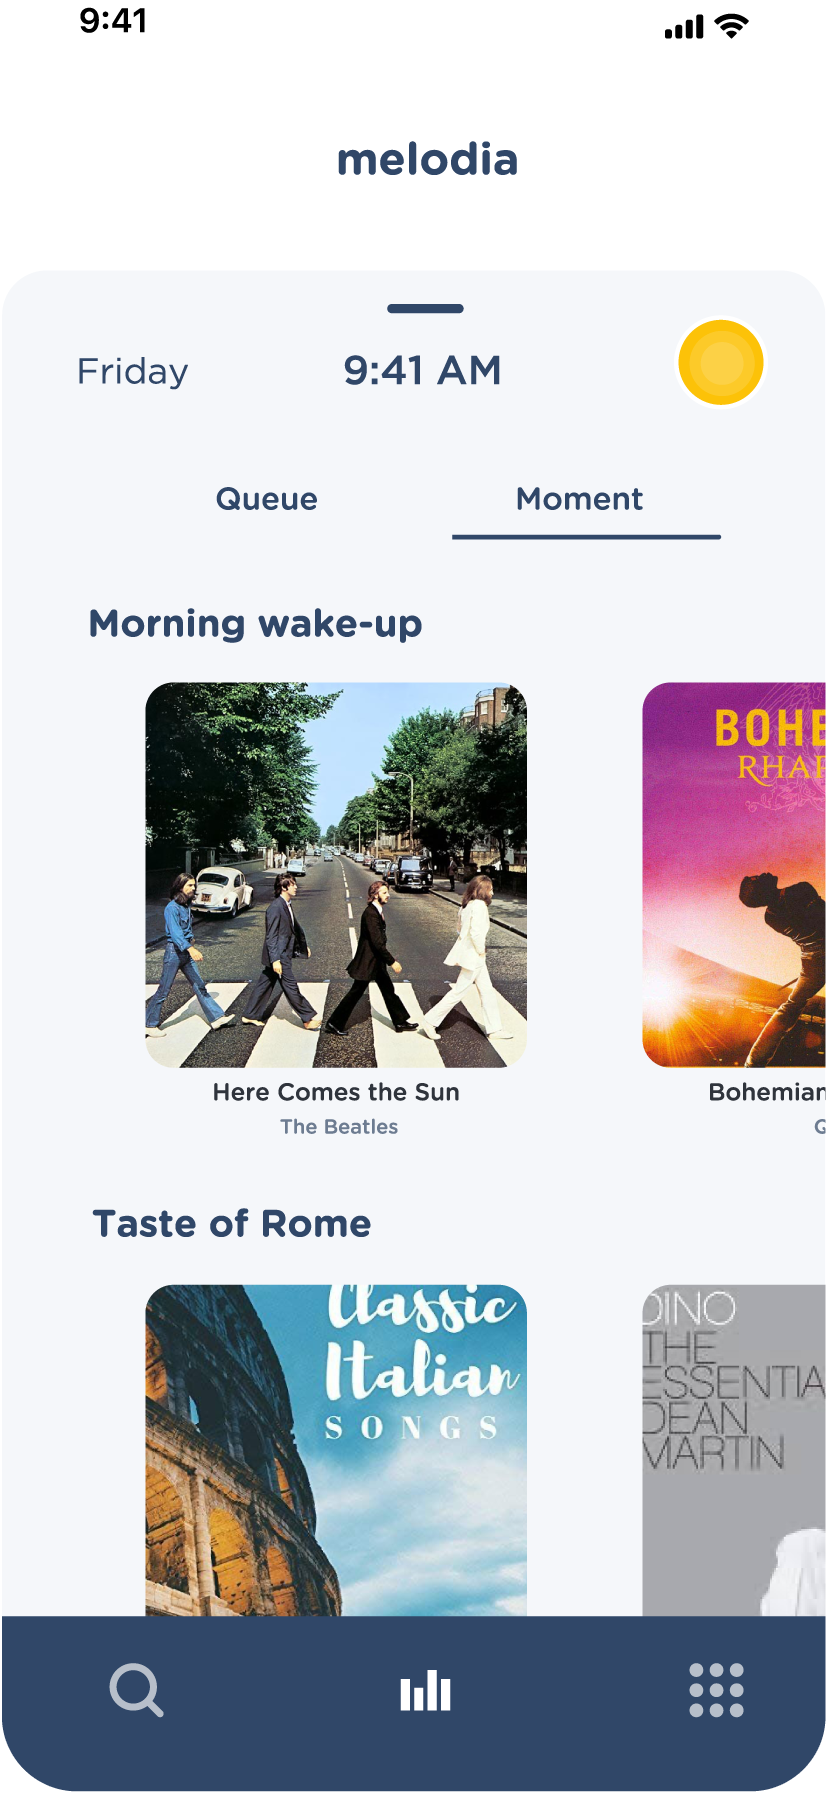 9:41
melodia
Friday
9:41 AM
Queue
Moment
Morning wake-up
BOHE
RHAP
Here Comes the Sun
Bohemian
The Beatles
Taste of Rome
Classic
Italian
SONGS
DINO
THE
ESSENTIA
DEAN
MARTIN